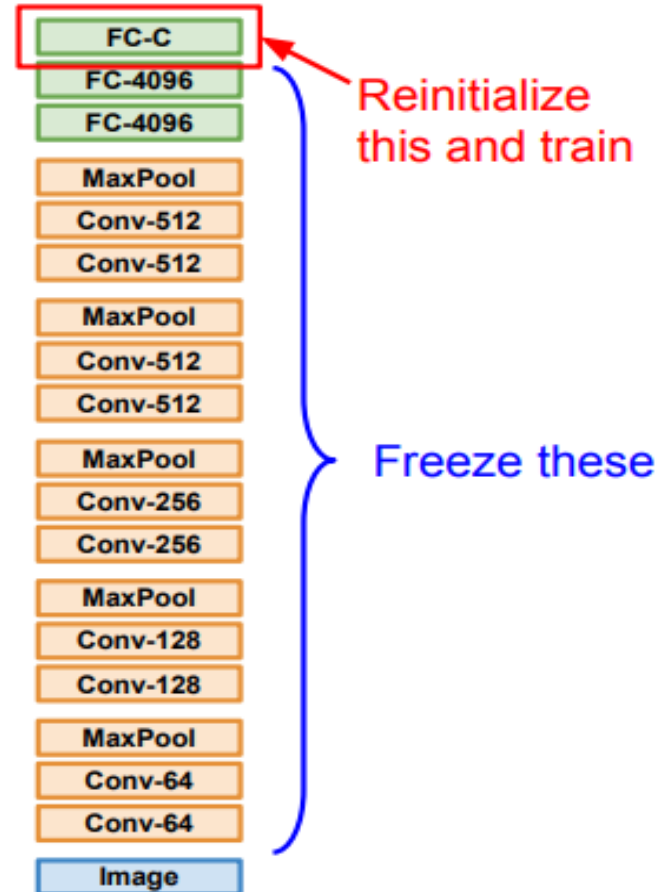 FC-C
FC-4096
FC-4096
MaxPool
Conv-512
Conv-512
MaxPool
Conv-512
Conv-512
MaxPool
Conv-256
Conv-256
MaxPool
Conv-128
Conv-128
MaxPool
Conv-64
Conv-64
Image
Reinitialize
this and train
Freeze these